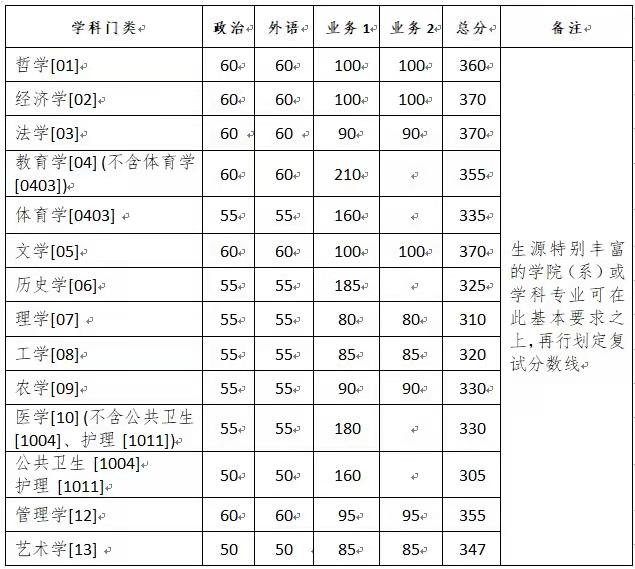 学科门类 政治 外语 业务1 业务2 总分 备注
哲学[01] 60 60 100 100 360
经济学[02] 60 60 100 100 370
法学[03] 60 60 90 90 370
教育学[04] (不含体育学
[0403]) 60 60 210 - 355
体育学[0403] 55 55 160 - 335
文学[05] 60 60 100 100 370
历史学[06] 55 55 185 - 325
理学[07] 55 55 80 80 310
工学[08] 55 55 85 85 320
农学[09] 55 55 90 90 330
医学[10] (不含公共卫生
[1004]、护理 [1011]) 55 55 180 - 330
公共卫生 [1004]
护理 [1011] 50 50 160 - 305
管理学[12] 60 60 95 95 355
艺术学[13] 50 50 85 85 347
生源特别丰富
的学院（系）或
学科专业可在
此基本要求之
上,再行划定复
试分数线